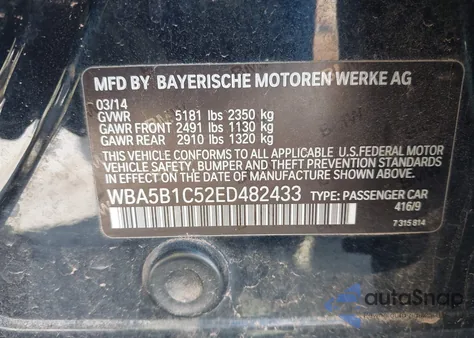 MFD BY BAYERISCHE MOTOREN WERKE AG
03/14
GVWR 5181 lbs 2350 kg
GAWR FRONT 2491 lbs 1130 kg
GAWR REAR 2910 lbs 1320 kg
THIS VEHICLE CONFORMS TO ALL APPLICABLE U.S. FEDERAL MOTOR
VEHICLE SAFETY, BUMPER AND THEFT PREVENTION STANDARDS IN
EFFECT ON THE DATE OF MANUFACTURE SHOWN ABOVE.
WBA5B1C52ED482433 TYPE: PASSENGER CAR
416/9
7 315 814
autoSnap